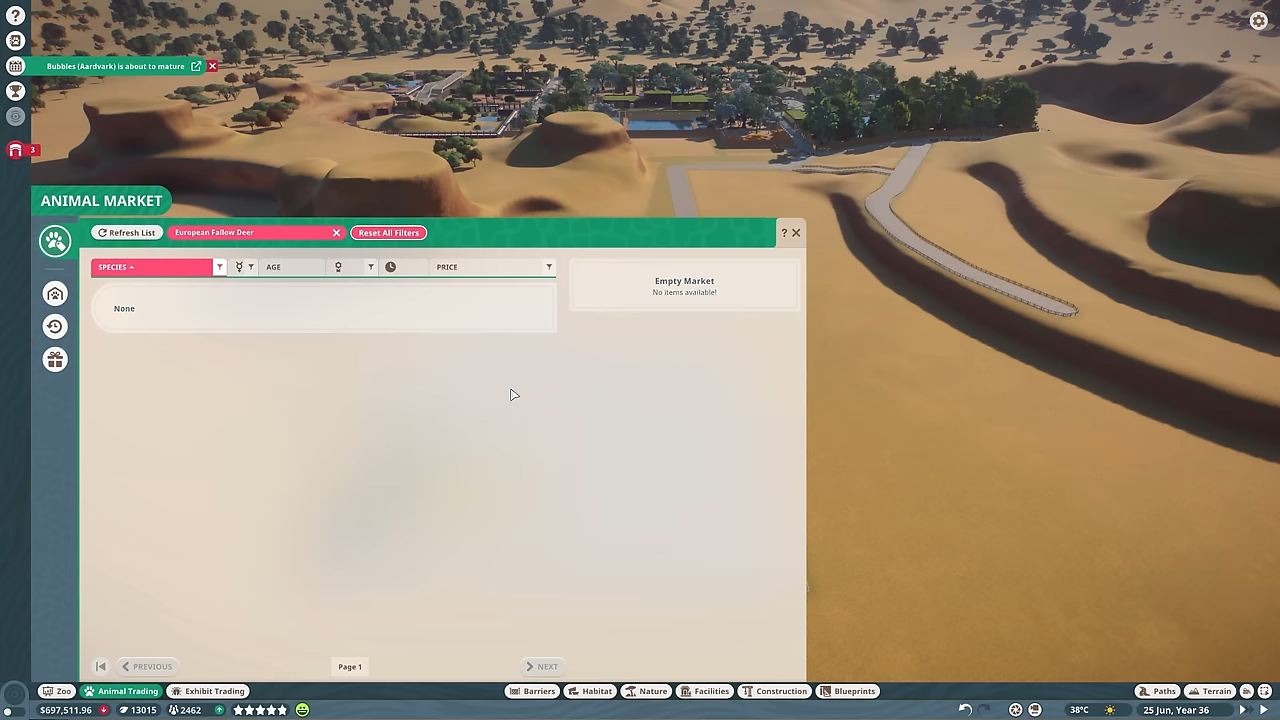 Bubbles (Aardvark) is about to mature
3
ANIMAL MARKET
Refresh List
European Fallow Deer
Reset All Filters
?
SPECIES
AGE
PRICE
None
Empty Market
No items available!
PREVIOUS
Page 1
NEXT
Zoo
Animal Trading
Exhibit Trading
Barriers
Habitat
Nature
Facilities
Construction
Blueprints
Paths
Terrain
$697,511.96
13015
2462
38°C
25 Jun, Year 36